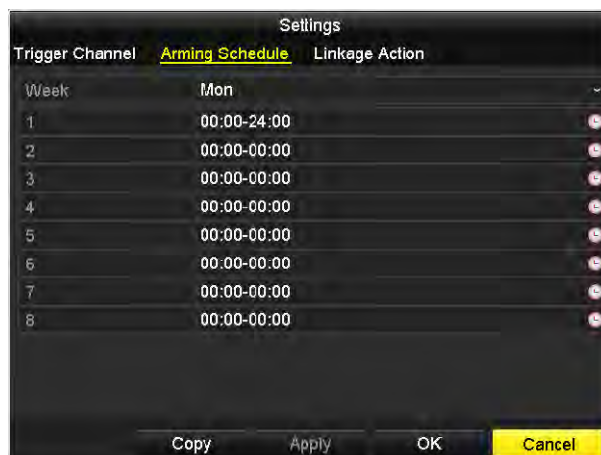 Settings
Trigger Channel Arming Schedule Linkage Action
Week Mon
1 00:00-24:00
2 00:00-00:00
3 00:00-00:00
4 00:00-00:00
5 00:00-00:00
6 00:00-00:00
7 00:00-00:00
8 00:00-00:00
Copy Apply OK Cancel